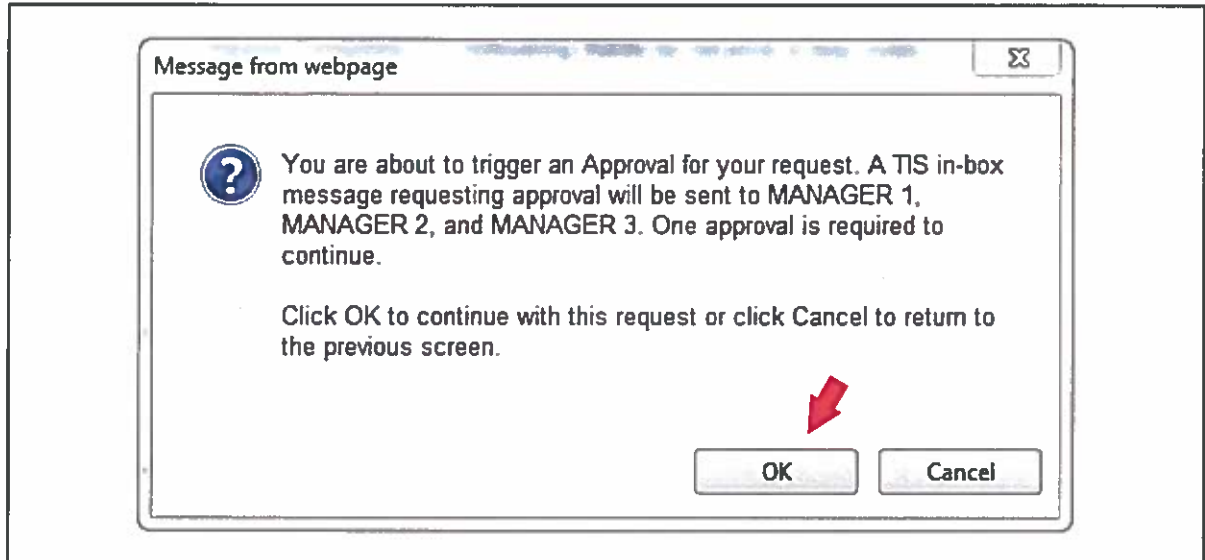 Message from webpage
You are about to trigger an Approval for your request. A TIS in-box
message requesting approval will be sent to MANAGER 1,
MANAGER 2, and MANAGER 3. One approval is required to
continue.
Click OK to continue with this request or click Cancel to return to
the previous screen.
OK
Cancel